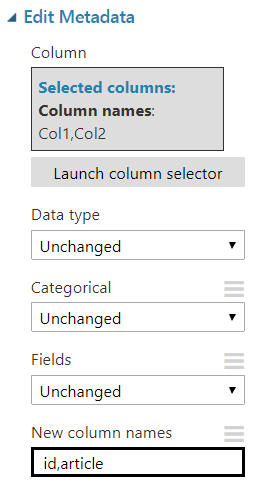 Edit Metadata
Column
Selected columns:
Column names:
Col1,Col2
Launch column selector
Data type
Unchanged
Categorical
Unchanged
Fields
Unchanged
New column names
id,article